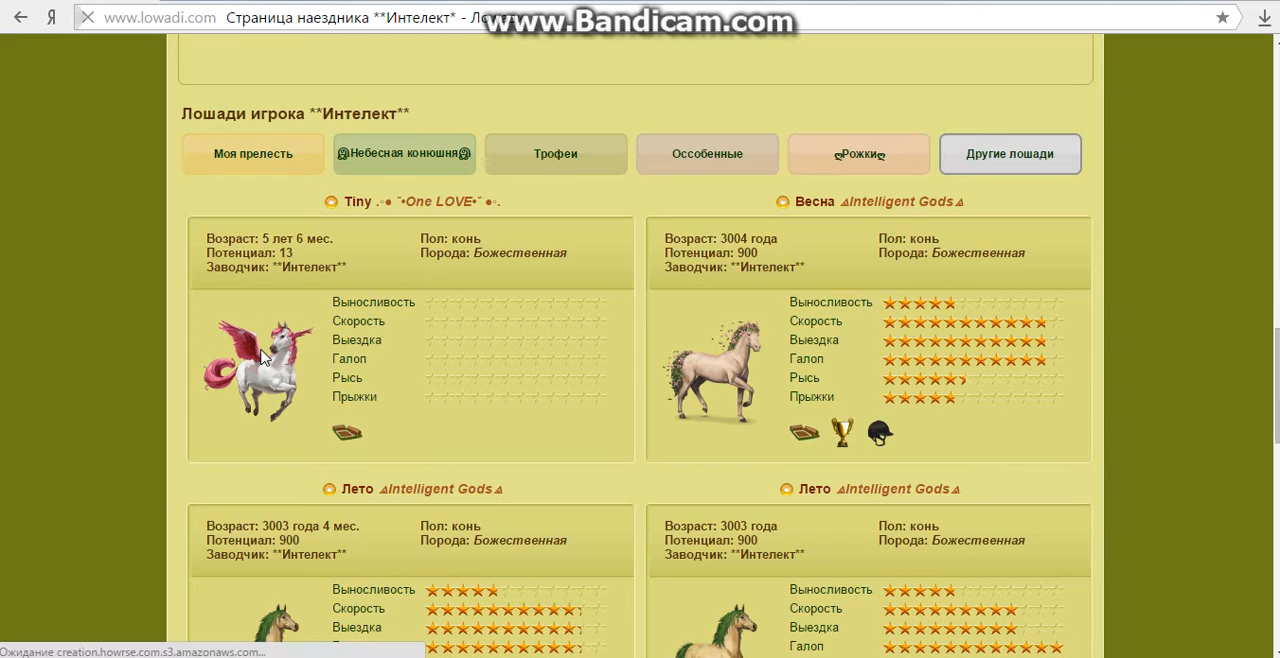 www.lowadi.com Страница наездника **Интелект* - Лове
www.Bandicam.com
Лошади игрока **Интелект**
Моя прелесть
Небесная конюшня
Трофеи
Оссобенные
ღРожкиღ
Другие лошади
Tiny .◦● ˘•One LOVE•˘ ●◦.
Возраст: 5 лет 6 мес.
Потенциал: 13
Заводчик: **Интелект**
Пол: конь
Порода: Божественная
Выносливость
Скорость
Выездка
Галоп
Рысь
Прыжки
Весна ⊿Intelligent Gods⊿
Возраст: 3004 года
Потенциал: 900
Заводчик: **Интелект**
Пол: конь
Порода: Божественная
Выносливость
Скорость
Выездка
Галоп
Рысь
Прыжки
Лето ⊿Intelligent Gods⊿
Возраст: 3003 года 4 мес.
Потенциал: 900
Заводчик: **Интелект**
Пол: конь
Порода: Божественная
Выносливость
Скорость
Выездка
Лето ⊿Intelligent Gods⊿
Возраст: 3003 года
Потенциал: 900
Заводчик: **Интелект**
Пол: конь
Порода: Божественная
Выносливость
Скорость
Выездка
Галоп
Ожидание creation.howrse.com.s3.amazonaws.com...